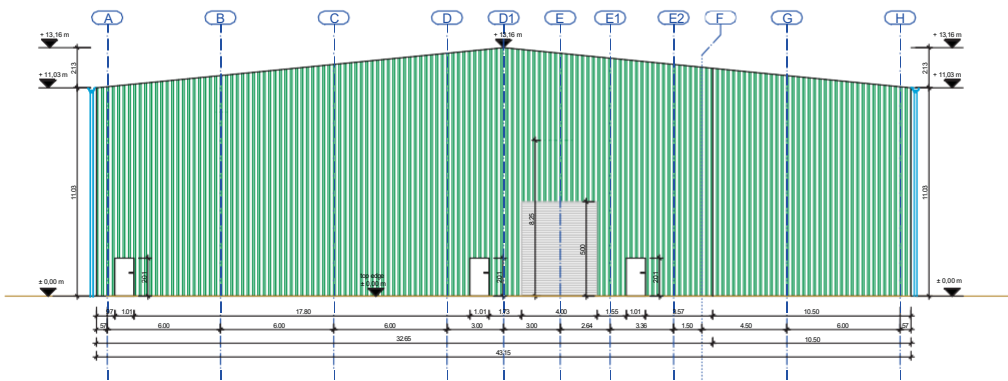 A B C D D1 E E1 E2 F G H
+ 13,16 m + 13,16 m + 13,16 m
2.13 2.13
+ 11,03 m + 11,03 m
11.03 11.03
8.25
5.00
2.01 2.01 2.01
top edge
± 0,00 m ± 0,00 m ± 0,00 m
.97 1.01 17.80 1.01 1.73 4.00 1.55 1.01 3.57 10.50
.57 6.00 6.00 6.00 3.00 3.00 2.64 3.36 1.50 4.50 6.00 .57
32.65 10.50
43.15